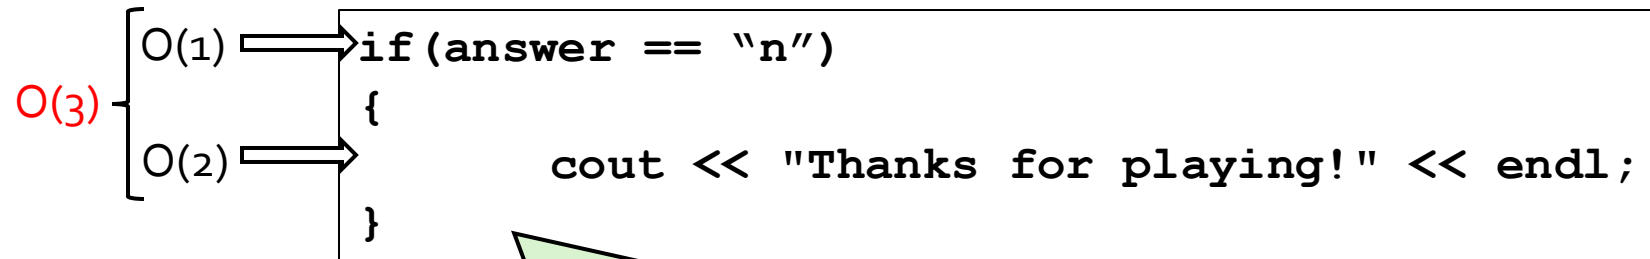 O(1) if(answer == “n”)
O(3) {
O(2) cout << "Thanks for playing!" << endl;
}